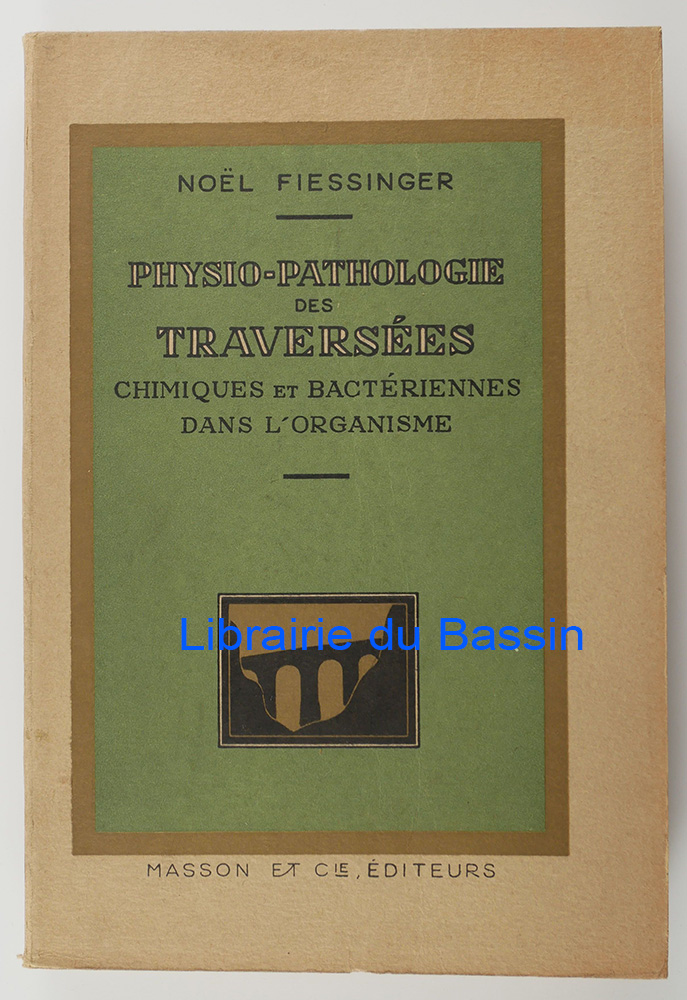 NOËL FIESSINGER
PHYSIO-PATHOLOGIE
DES
TRAVERSÉES
CHIMIQUES ET BACTÉRIENNES
DANS L'ORGANISME
Librairie du Bassin
MASSON ET CIE, ÉDITEURS